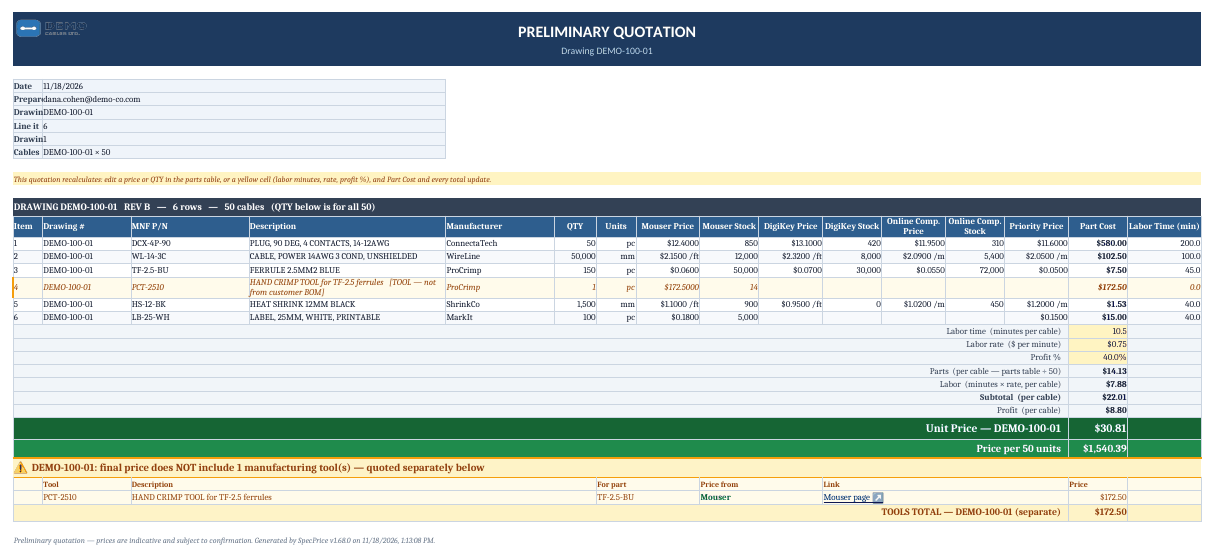 DEMO
PRELIMINARY QUOTATION
Drawing DEMO-100-01
Date 11/18/2026
Prepar dana.cohen@demo-co.com
Drawin DEMO-100-01
Line it 6
Drawin 1
Cables DEMO-100-01 × 50
This quotation recalculates: edit a price or QTY in the parts table, or a yellow cell (labor minutes, rate, profit %), and Part Cost and every total update.
DRAWING DEMO-100-01 REV B — 6 rows — 50 cables (QTY below is for all 50)
Item Drawing # MNF P/N Description Manufacturer QTY Units Mouser Price Mouser Stock DigiKey Price DigiKey Stock Online Comp. Price Online Comp. Stock Priority Price Part Cost Labor Time (min)
1 DEMO-100-01 DCX-4P-90 PLUG, 90 DEG, 4 CONTACTS, 14-12AWG ConnectaTech 50 pc $12.4000 850 $13.1000 420 $11.9500 310 $11.6000 $580.00 200.0
2 DEMO-100-01 WL-14-3C CABLE, POWER 14AWG 3 COND, UNSHIELDED WireLine 50,000 mm $2.1500 /ft 12,000 $2.3200 /ft 8,000 $2.0900 /m 5,400 $2.0500 /m $102.50 100.0
3 DEMO-100-01 TF-2.5-BU FERRULE 2.5MM2 BLUE ProCrimp 150 pc $0.0600 50,000 $0.0700 30,000 $0.0550 72,000 $0.0500 $7.50 45.0
4 DEMO-100-01 PCT-2510 HAND CRIMP TOOL for TF-2.5 ferrules [TOOL — not from customer BOM] ProCrimp 1 pc $172.5000 14 $172.50 0.0
5 DEMO-100-01 HS-12-BK HEAT SHRINK 12MM BLACK ShrinkCo 1,500 mm $1.1000 /ft 900 $0.9500 /ft 0 $1.0200 /m 450 $1.2000 /m $1.53 40.0
6 DEMO-100-01 LB-25-WH LABEL, 25MM, WHITE, PRINTABLE MarkIt 100 pc $0.1800 5,000 $0.1500 $15.00 40.0
Labor time (minutes per cable) 10.5
Labor rate ($ per minute) $0.75
Profit % 40.0%
Parts (per cable — parts table ÷ 50) $14.13
Labor (minutes × rate, per cable) $7.88
Subtotal (per cable) $22.01
Profit (per cable) $8.80
Unit Price — DEMO-100-01 $30.81
Price per 50 units $1,540.39
DEMO-100-01: final price does NOT include 1 manufacturing tool(s) — quoted separately below
Tool Description For part Price from Link Price
PCT-2510 HAND CRIMP TOOL for TF-2.5 ferrules TF-2.5-BU Mouser Mouser page ↗ $172.50
TOOLS TOTAL — DEMO-100-01 (separate) $172.50
Preliminary quotation — prices are indicative and subject to confirmation. Generated by SpecPrice v1.68.0 on 11/18/2026, 1:13:08 PM.